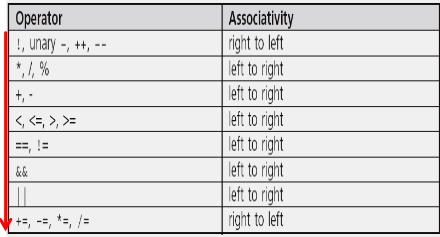 Operator Associativity
!, unary -, ++, -- right to left
*, /, % left to right
+, - left to right
<, <=, >, >= left to right
==, != left to right
&& left to right
|| left to right
+=, -=, *=, /= right to left